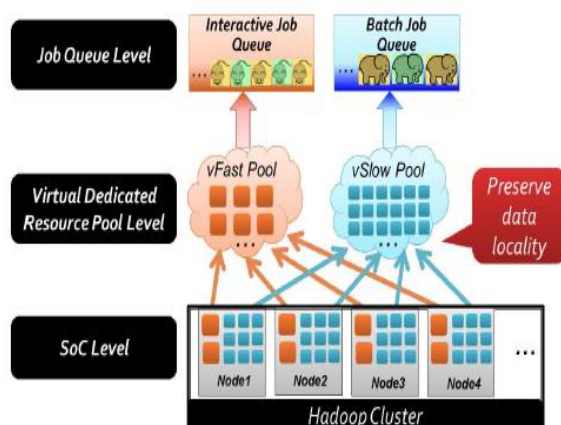 Job Queue Level
Interactive Job
Queue
...
Batch Job
Queue
...
Virtual Dedicated
Resource Pool Level
vFast Pool
...
vSlow Pool
...
Preserve
data
locality
SoC Level
Node1
Node2
Node3
Node4
...
Hadoop Cluster